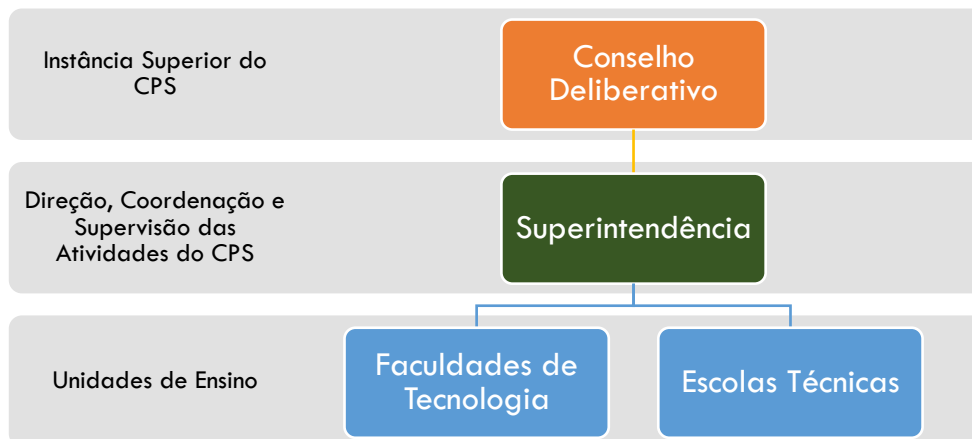 Instância Superior do
CPS
Conselho
Deliberativo
Direção, Coordenação e
Supervisão das
Atividades do CPS
Superintendência
Unidades de Ensino
Faculdades de
Tecnologia
Escolas Técnicas